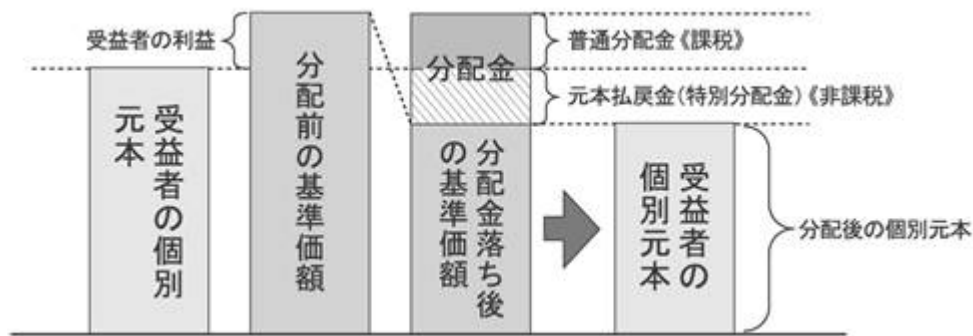 受益者の利益
受益者の個別
元本
分配前の基準価額
分配金
分配金落ち後
の基準価額
普通分配金《課税》
元本払戻金(特別分配金)《非課税》
受益者の
個別元本
分配後の個別元本